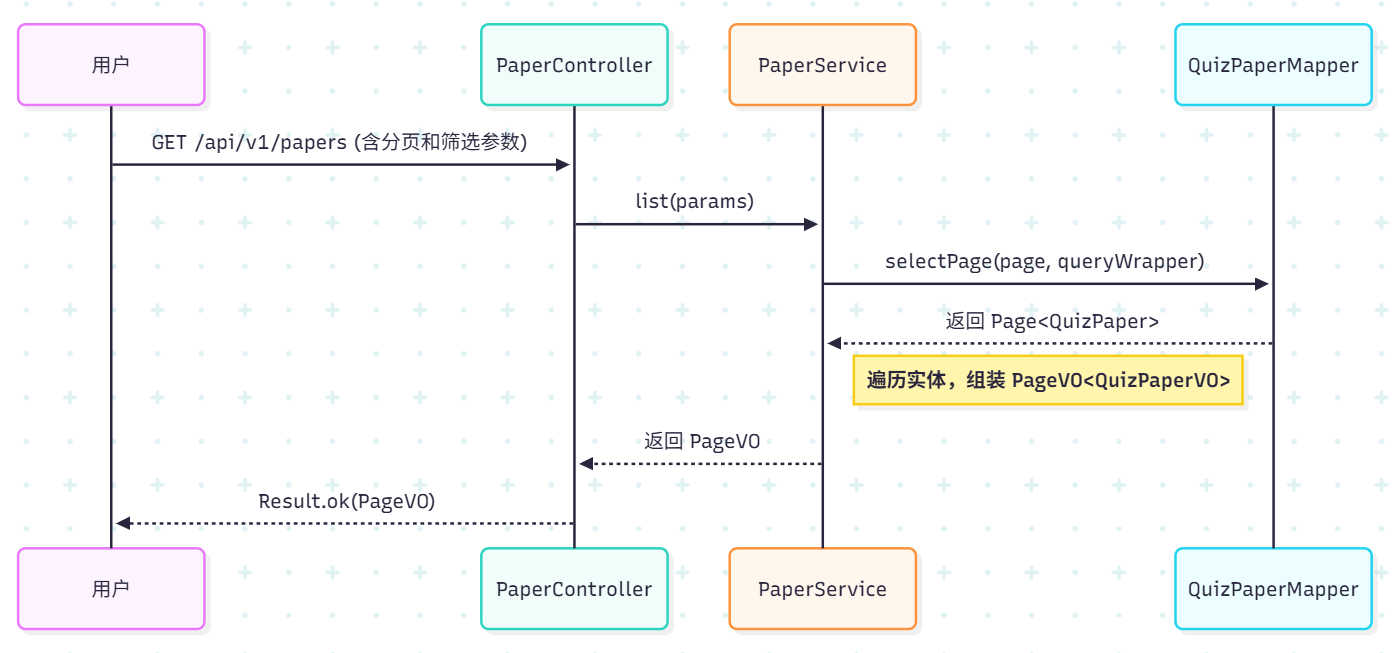 用户
PaperController
PaperService
QuizPaperMapper
GET /api/v1/papers (含分页和筛选参数)
list(params)
selectPage(page, queryWrapper)
返回 Page<QuizPaper>
遍历实体，组装 PageVO<QuizPaperVO>
返回 PageVO
Result.ok(PageVO)
用户
PaperController
PaperService
QuizPaperMapper